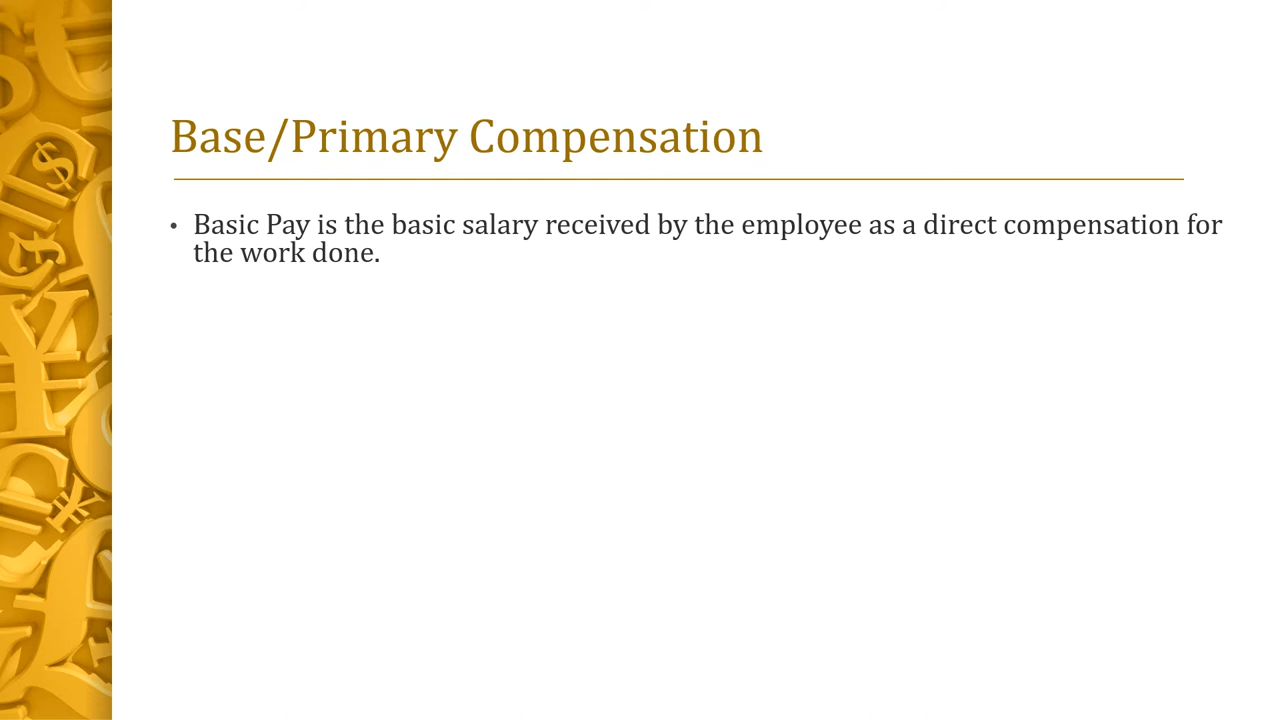 Base/Primary Compensation
• Basic Pay is the basic salary received by the employee as a direct compensation for
the work done.